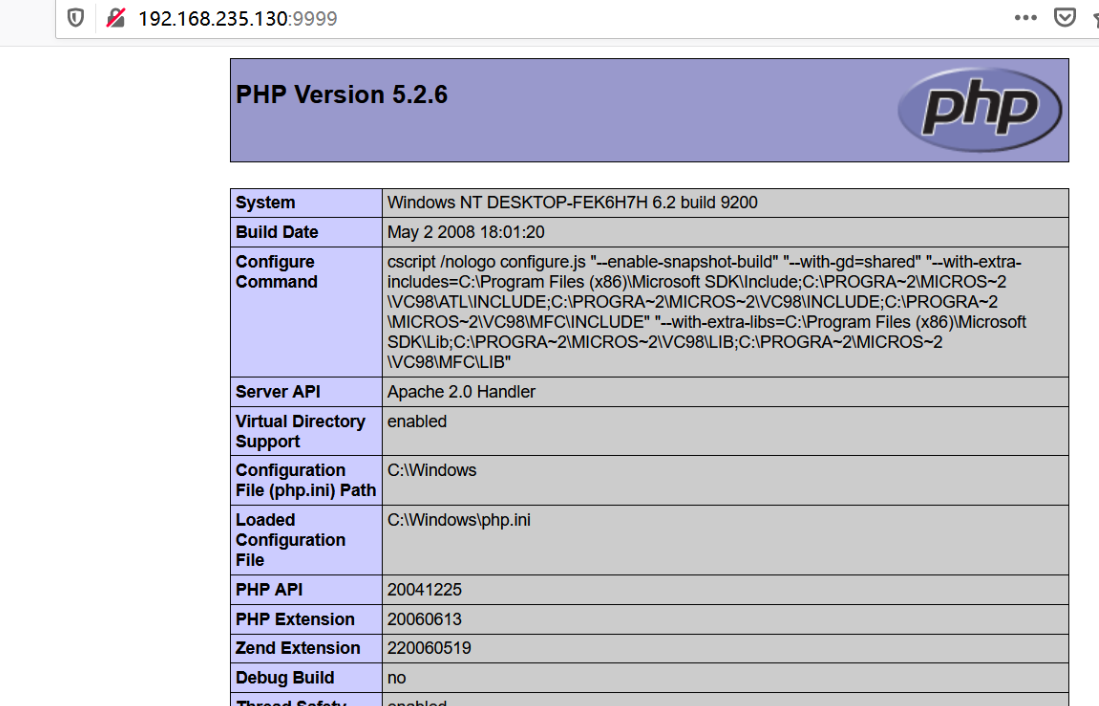 192.168.235.130:9999
PHP Version 5.2.6
php
System Windows NT DESKTOP-FEK6H7H 6.2 build 9200
Build Date May 2 2008 18:01:20
Configure Command cscript /nologo configure.js "--enable-snapshot-build" "--with-gd=shared" "--with-extra-
includes=C:\Program Files (x86)\Microsoft SDK\Include;C:\PROGRA~2\MICROS~2
\VC98\ATL\INCLUDE;C:\PROGRA~2\MICROS~2\VC98\INCLUDE;C:\PROGRA~2
\MICROS~2\VC98\MFC\INCLUDE" "--with-extra-libs=C:\Program Files (x86)\Microsoft
SDK\Lib;C:\PROGRA~2\MICROS~2\VC98\LIB;C:\PROGRA~2\MICROS~2
\VC98\MFC\LIB"
Server API Apache 2.0 Handler
Virtual Directory
Support enabled
Configuration
File (php.ini) Path C:\Windows
Loaded
Configuration
File C:\Windows\php.ini
PHP API 20041225
PHP Extension 20060613
Zend Extension 220060519
Debug Build no
Thread Safety enabled